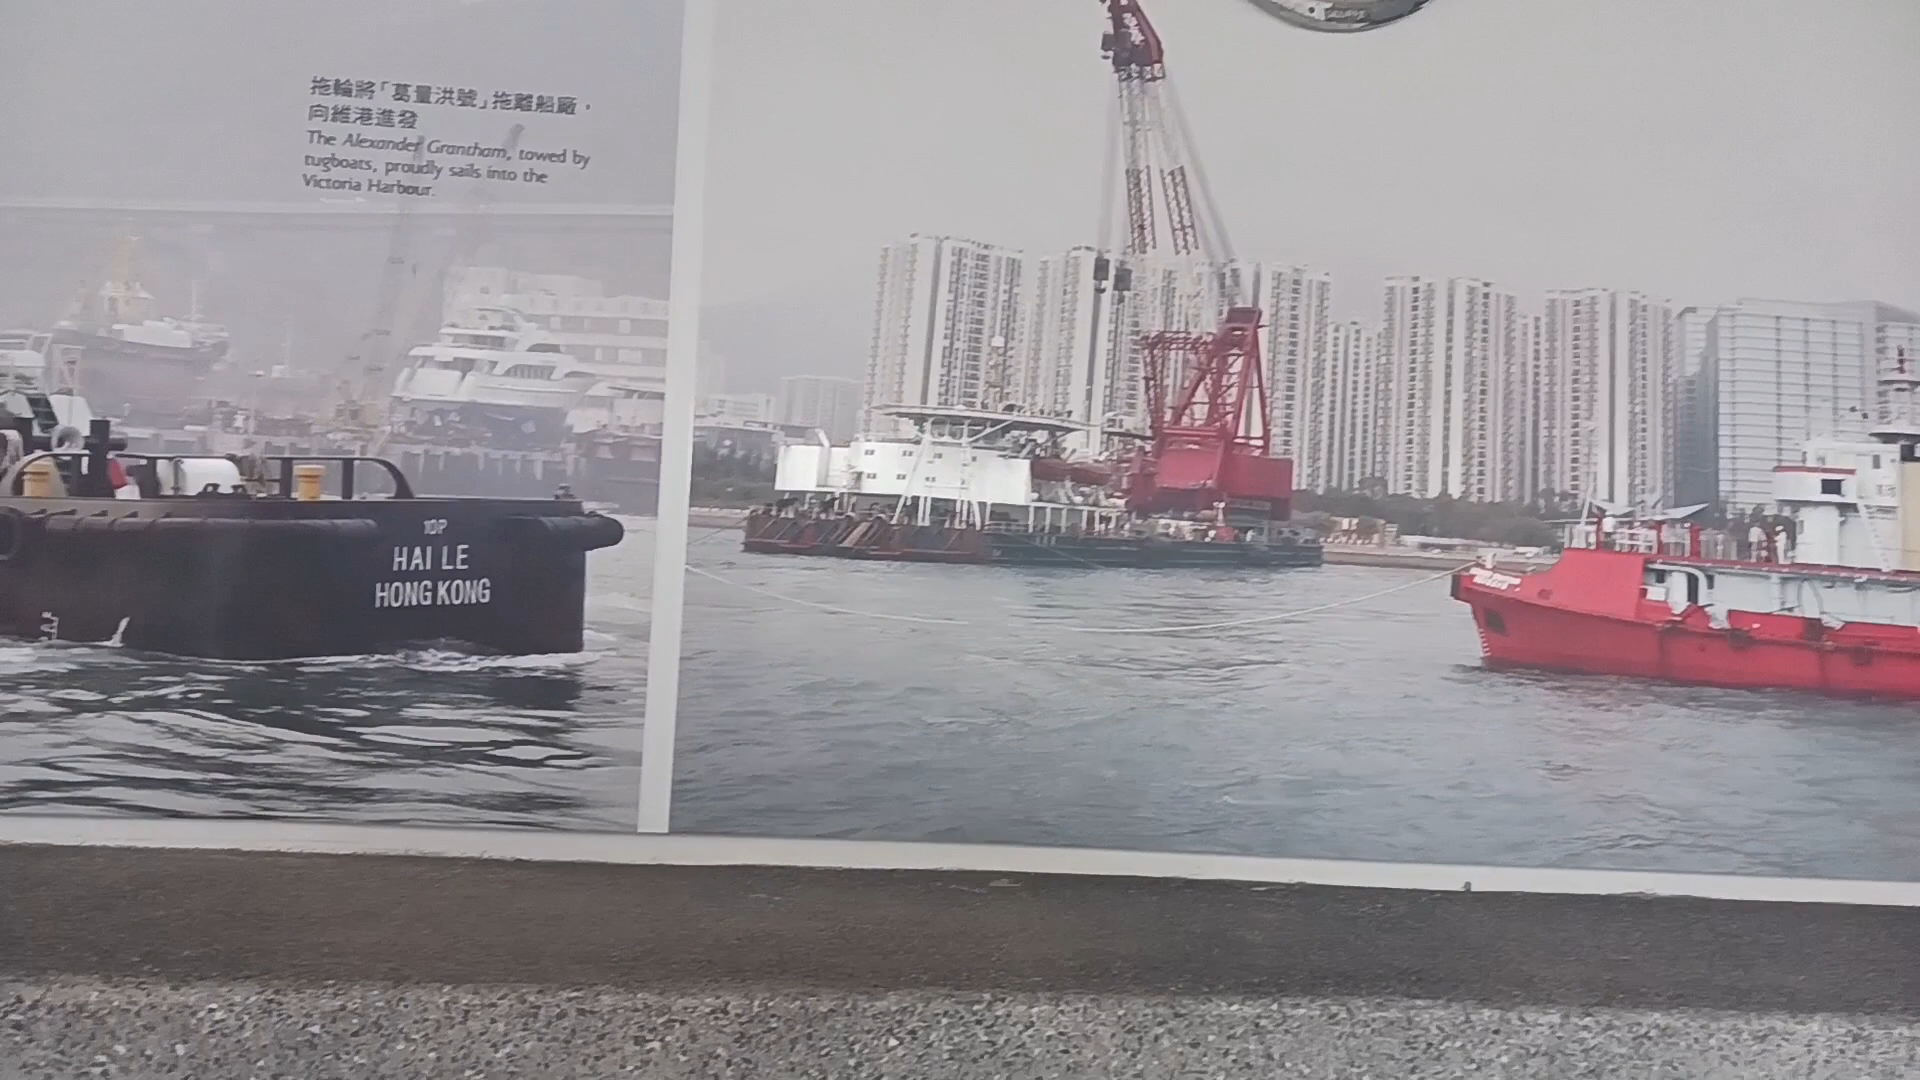 拖輪將「葛量洪號」拖離船廠，
向維港進發
The Alexander Grantham, towed by
tugboats, proudly sails into the
Victoria Harbour.
10P
HAI LE
HONG KONG